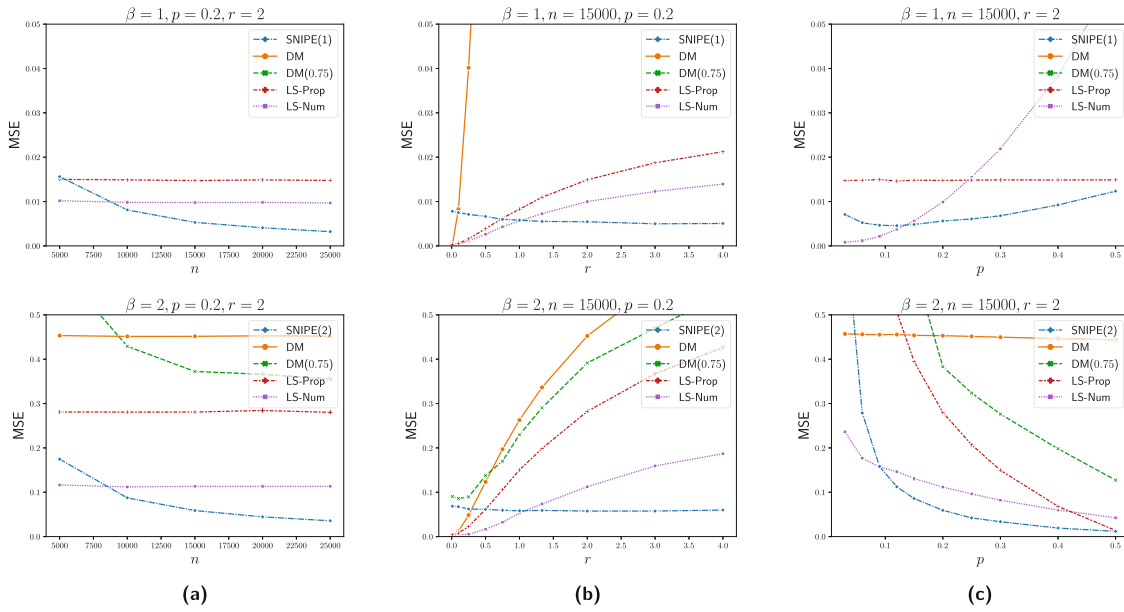 β = 1, p = 0.2, r = 2
MSE
0.05
0.04
0.03
0.02
0.01
0.00
SNIPE(1)
DM
DM(0.75)
LS-Prop
LS-Num
5000 7500 10000 12500 15000 17500 20000 22500 25000
n
β = 1, n = 15000, p = 0.2
MSE
0.05
0.04
0.03
0.02
0.01
0.00
SNIPE(1)
DM
DM(0.75)
LS-Prop
LS-Num
0.0 0.5 1.0 1.5 2.0 2.5 3.0 3.5 4.0
r
β = 1, n = 15000, r = 2
MSE
0.05
0.04
0.03
0.02
0.01
0.00
SNIPE(1)
DM
DM(0.75)
LS-Prop
LS-Num
0.1 0.2 0.3 0.4 0.5
p
β = 2, p = 0.2, r = 2
MSE
0.5
0.4
0.3
0.2
0.1
0.0
SNIPE(2)
DM
DM(0.75)
LS-Prop
LS-Num
5000 7500 10000 12500 15000 17500 20000 22500 25000
n
β = 2, n = 15000, p = 0.2
MSE
0.5
0.4
0.3
0.2
0.1
0.0
SNIPE(2)
DM
DM(0.75)
LS-Prop
LS-Num
0.0 0.5 1.0 1.5 2.0 2.5 3.0 3.5 4.0
r
β = 2, n = 15000, r = 2
MSE
0.5
0.4
0.3
0.2
0.1
0.0
SNIPE(2)
DM
DM(0.75)
LS-Prop
LS-Num
0.1 0.2 0.3 0.4 0.5
p
(a)
(b)
(c)